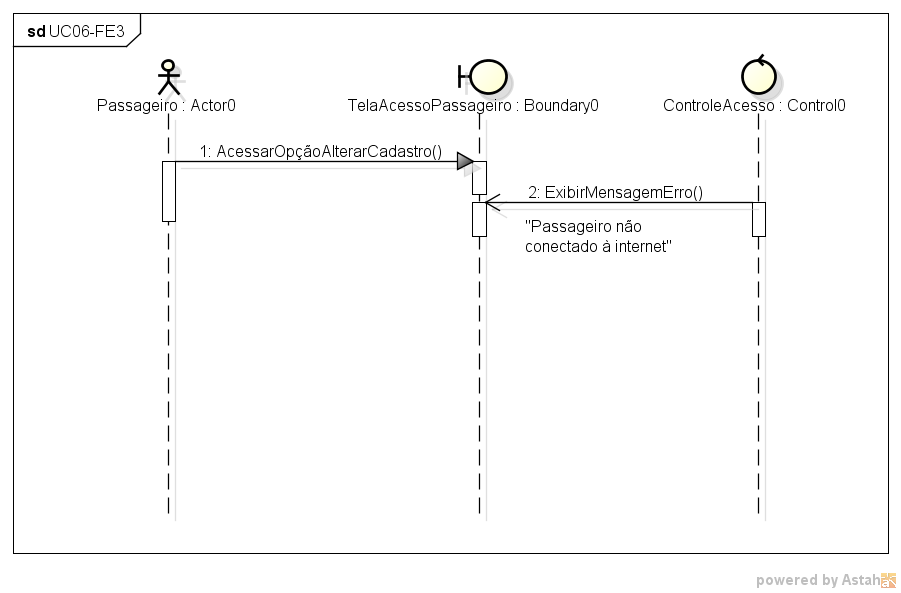 sd UC06-FE3
Passageiro : Actor0
TelaAcessoPassageiro : Boundary0
ControleAcesso : Control0
1: AcessarOpçãoAlterarCadastro()
2: ExibirMensagemErro()
"Passageiro não
conectado à internet"
powered by Astah